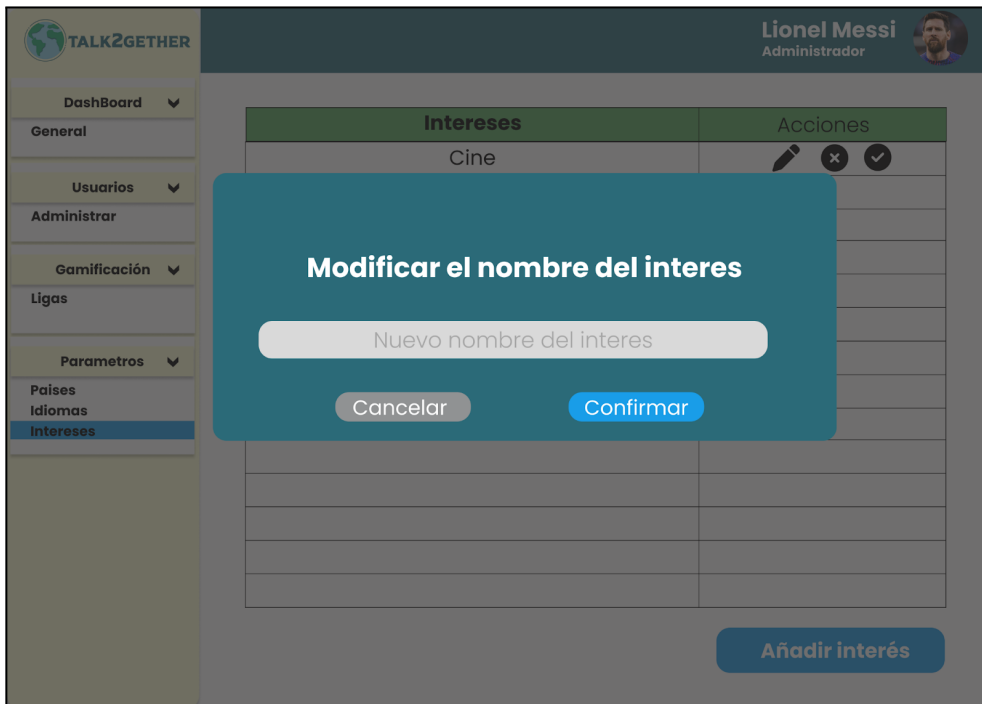 TALK2GETHER
Lionel Messi
Administrador
DashBoard
General
Usuarios
Administrar
Gamificación
Ligas
Parametros
Paises
Idiomas
Intereses
Intereses Acciones
Cine
Modificar el nombre del interes
Nuevo nombre del interes
Cancelar Confirmar
Añadir interés